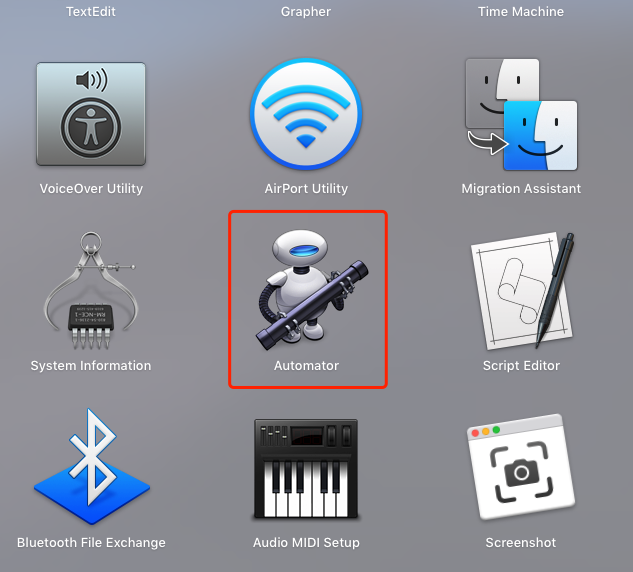 TextEdit
Grapher
Time Machine
VoiceOver Utility
AirPort Utility
Migration Assistant
System Information
Automator
Script Editor
Bluetooth File Exchange
Audio MIDI Setup
Screenshot